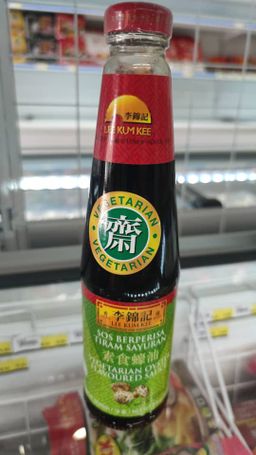 李錦記
LEE KUM KEE
VEGETARIAN
齋
VEGETARIAN
李錦記
LEE KUM KEE
SOS BERPERISA
TIRAM SAYURAN
素食蠔油
VEGETARIAN OYSTER
FLAVOURED SAUCE